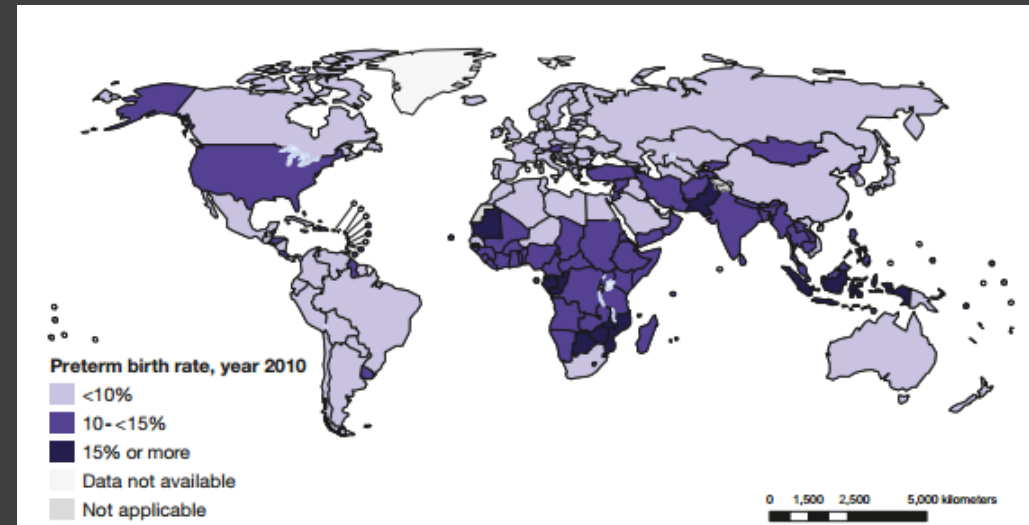 Preterm birth rate, year 2010
<10%
10-<15%
15% or more
Data not available
Not applicable
0 1,500 2,500 5,000 kilometers